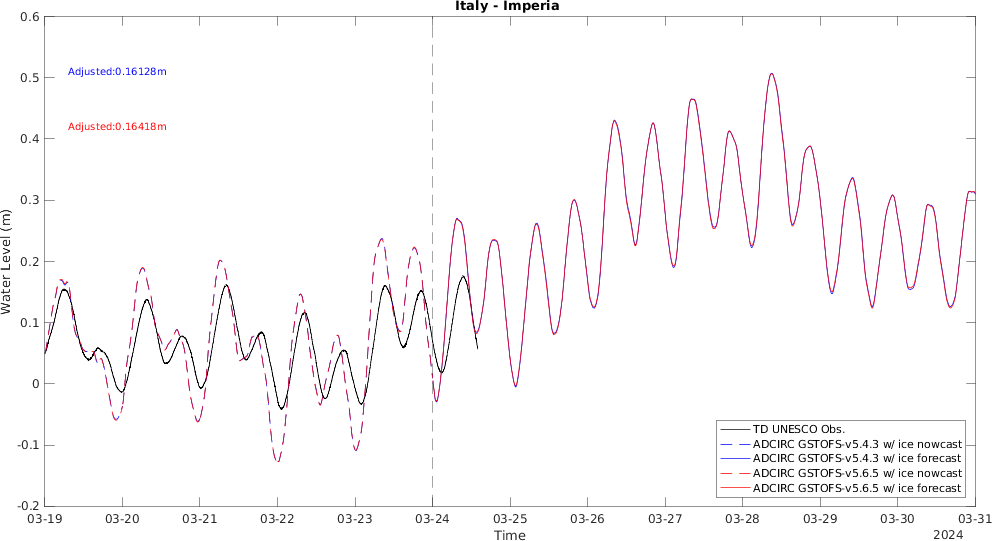 Italy - Imperia
0.6
0.5
0.4
0.3
0.2
0.1
0
-0.1
-0.2
Water Level (m)
Adjusted:0.16128m
Adjusted:0.16418m
TD UNESCO Obs.
ADCIRC GSTOFS-v5.4.3 w/ ice nowcast
ADCIRC GSTOFS-v5.4.3 w/ ice forecast
ADCIRC GSTOFS-v5.6.5 w/ ice nowcast
ADCIRC GSTOFS-v5.6.5 w/ ice forecast
03-19 03-20 03-21 03-22 03-23 03-24 03-25 03-26 03-27 03-28 03-29 03-30 03-31
Time
2024